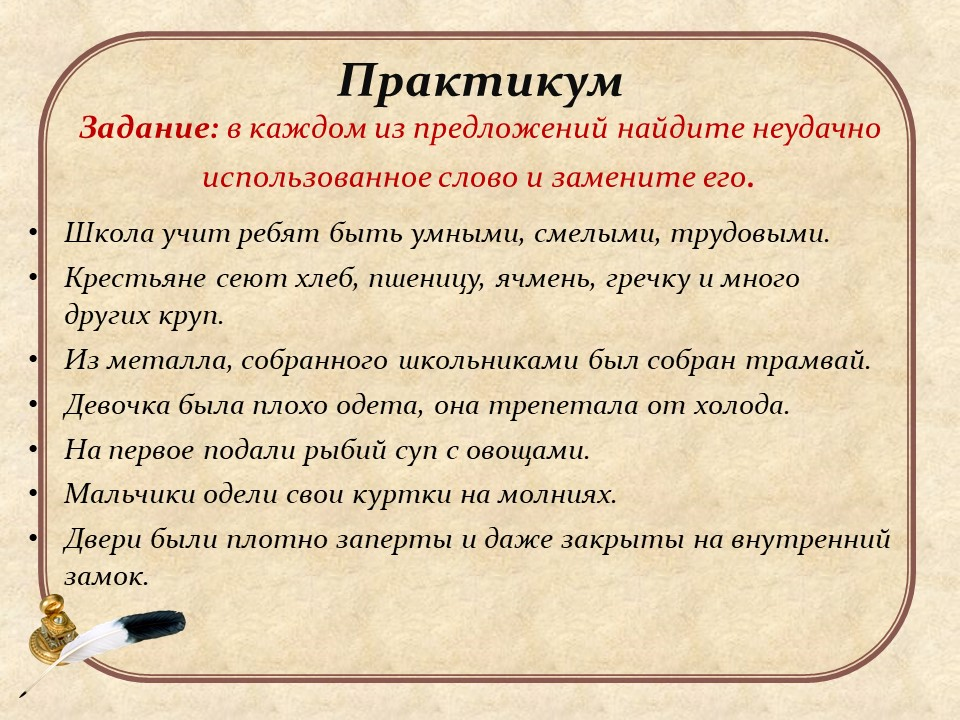 Практикум
Задание: в каждом из предложений найдите неудачно
использованное слово и замените его.
• Школа учит ребят быть умными, смелыми, трудовыми.
• Крестьяне сеют хлеб, пшеницу, ячмень, гречку и много
других круп.
• Из металла, собранного школьниками был собран трамвай.
• Девочка была плохо одета, она трепетала от холода.
• На первое подали рыбий суп с овощами.
• Мальчики одели свои куртки на молниях.
• Двери были плотно заперты и даже закрыты на внутренний
замок.